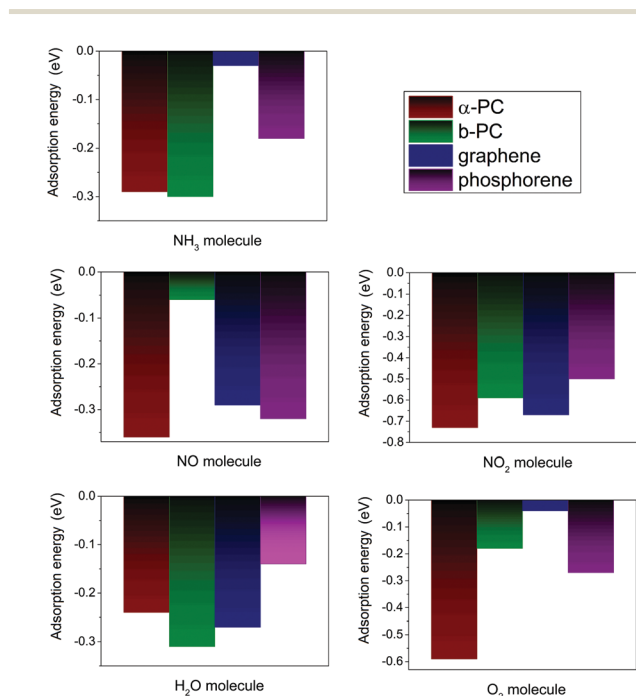 Adsorption energy (eV)
0.0
-0.1
-0.2
-0.3
NH₃ molecule
α-PC
b-PC
graphene
phosphorene
Adsorption energy (eV)
0.0
-0.1
-0.2
-0.3
NO molecule
Adsorption energy (eV)
0.0
-0.1
-0.2
-0.3
-0.4
-0.5
-0.6
-0.7
-0.8
NO₂ molecule
Adsorption energy (eV)
0.0
-0.1
-0.2
-0.3
H₂O molecule
Adsorption energy (eV)
0.0
-0.1
-0.2
-0.3
-0.4
-0.5
-0.6
O₂ molecule